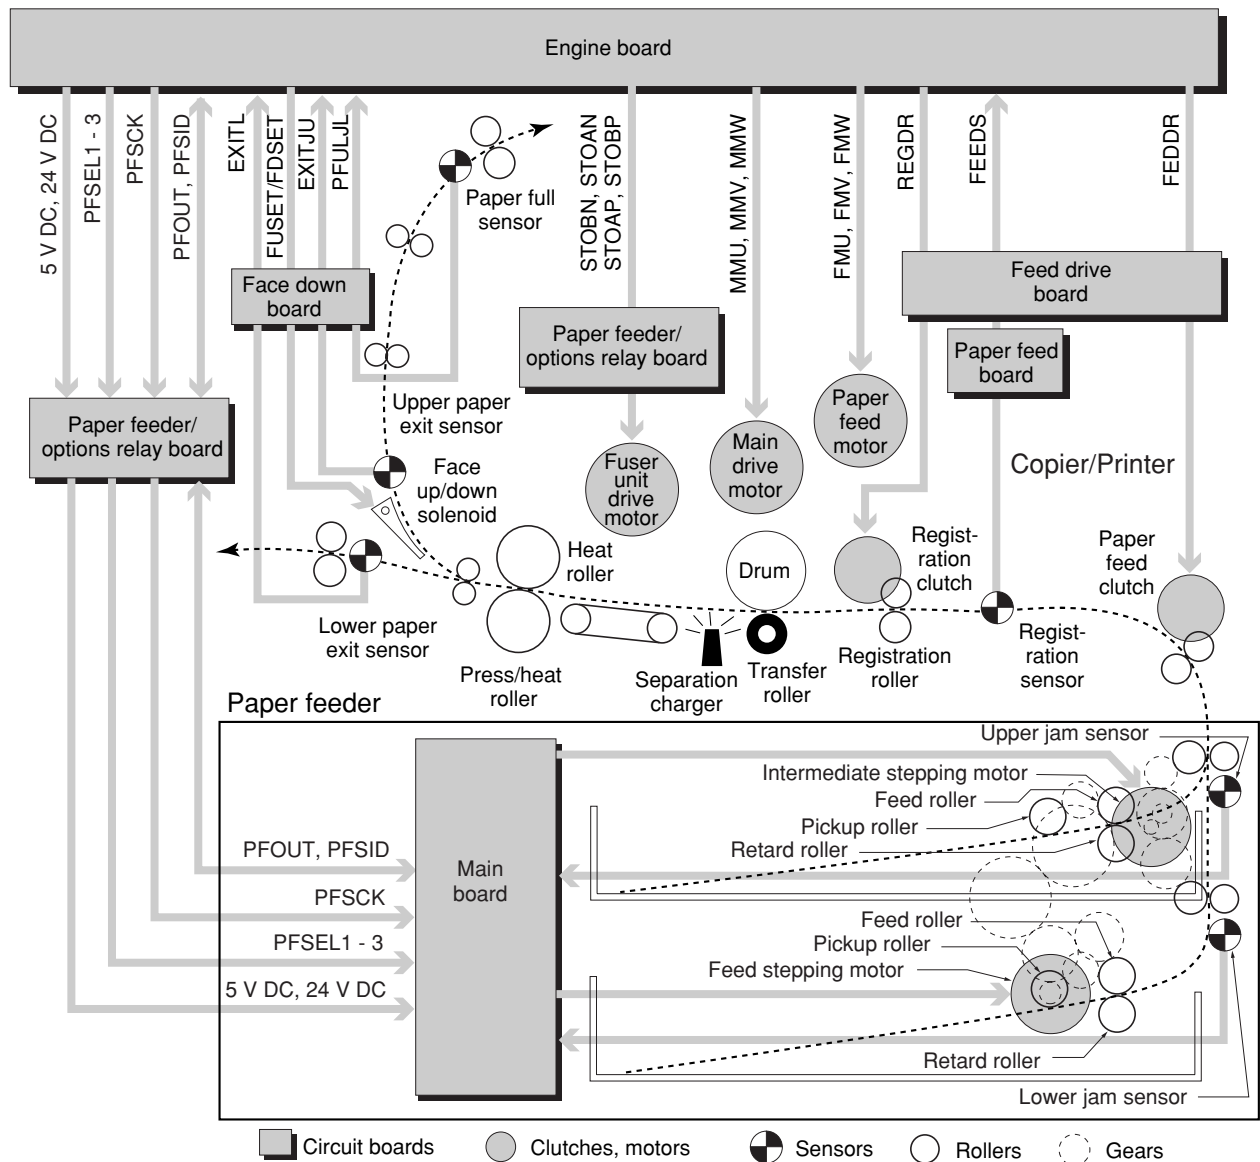 Engine board
5 V DC, 24 V DC
PFSEL1 - 3
PFSCK
PFOUT, PFSID
EXITL
FUSET/FDSET
EXITJU
PFULJL
STOBN, STOAN
STOAP, STOBP
MMU, MMV, MMW
FMU, FMV, FMW
REGDR
FEEDS
FEDDR
Paper full
sensor
Face down
board
Feed drive
board
Paper feeder/
options relay board
Paper feed
board
Paper feeder/
options relay board
Upper paper
exit sensor
Paper
feed
motor
Main
drive
motor
Fuser
unit
drive
motor
Face
up/down
solenoid
Copier/Printer
Heat
roller
Drum
Regist-
ration
clutch
Paper
feed
clutch
Lower paper
exit sensor
Press/heat
roller
Separation
charger
Transfer
roller
Registration
roller
Regist-
ration
sensor
Paper feeder
Upper jam sensor
Intermediate stepping motor
Feed roller
Pickup roller
Retard roller
PFOUT, PFSID
Main
board
PFSCK
PFSEL1 - 3
5 V DC, 24 V DC
Feed roller
Pickup roller
Feed stepping motor
Retard roller
Lower jam sensor
Circuit boards
Clutches, motors
Sensors
Rollers
Gears